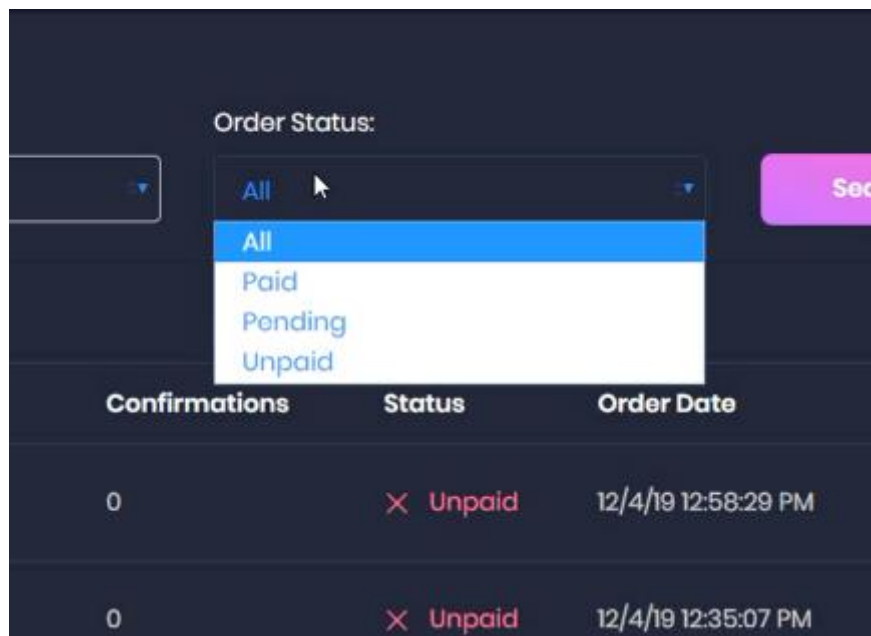 Order Status:
All
All
Paid
Pending
Unpaid
Confirmations Status Order Date
0 Unpaid 12/4/19 12:58:29 PM
0 Unpaid 12/4/19 12:35:07 PM